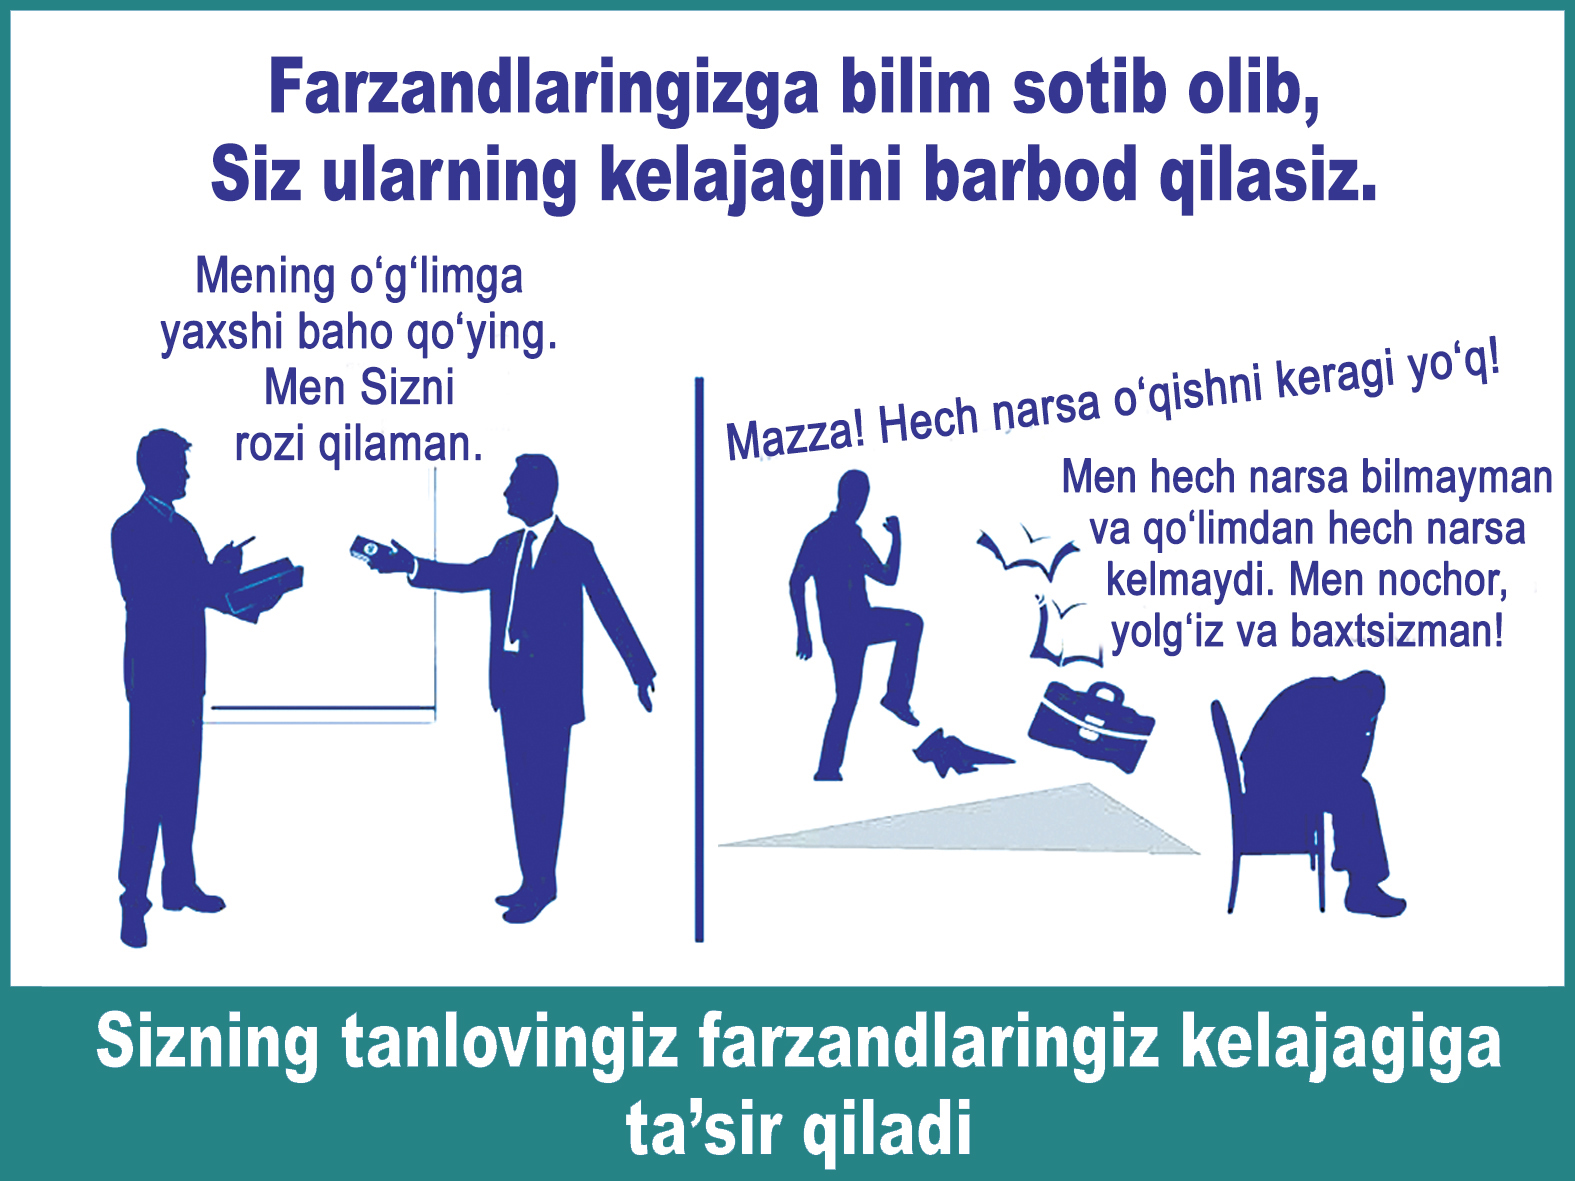 Farzandlaringizga bilim sotib olib,
Siz ularning kelajagini barbod qilasiz.
Mening o‘g‘limga
yaxshi baho qo‘ying.
Men Sizni
rozi qilaman.
Mazza! Hech narsa o‘qishni keragi yo‘q!
Men hech narsa bilmayman
va qo‘limdan hech narsa
kelmaydi. Men nochor,
yolg‘iz va baxtsizman!
Sizning tanlovingiz farzandlaringiz kelajagiga
ta’sir qiladi